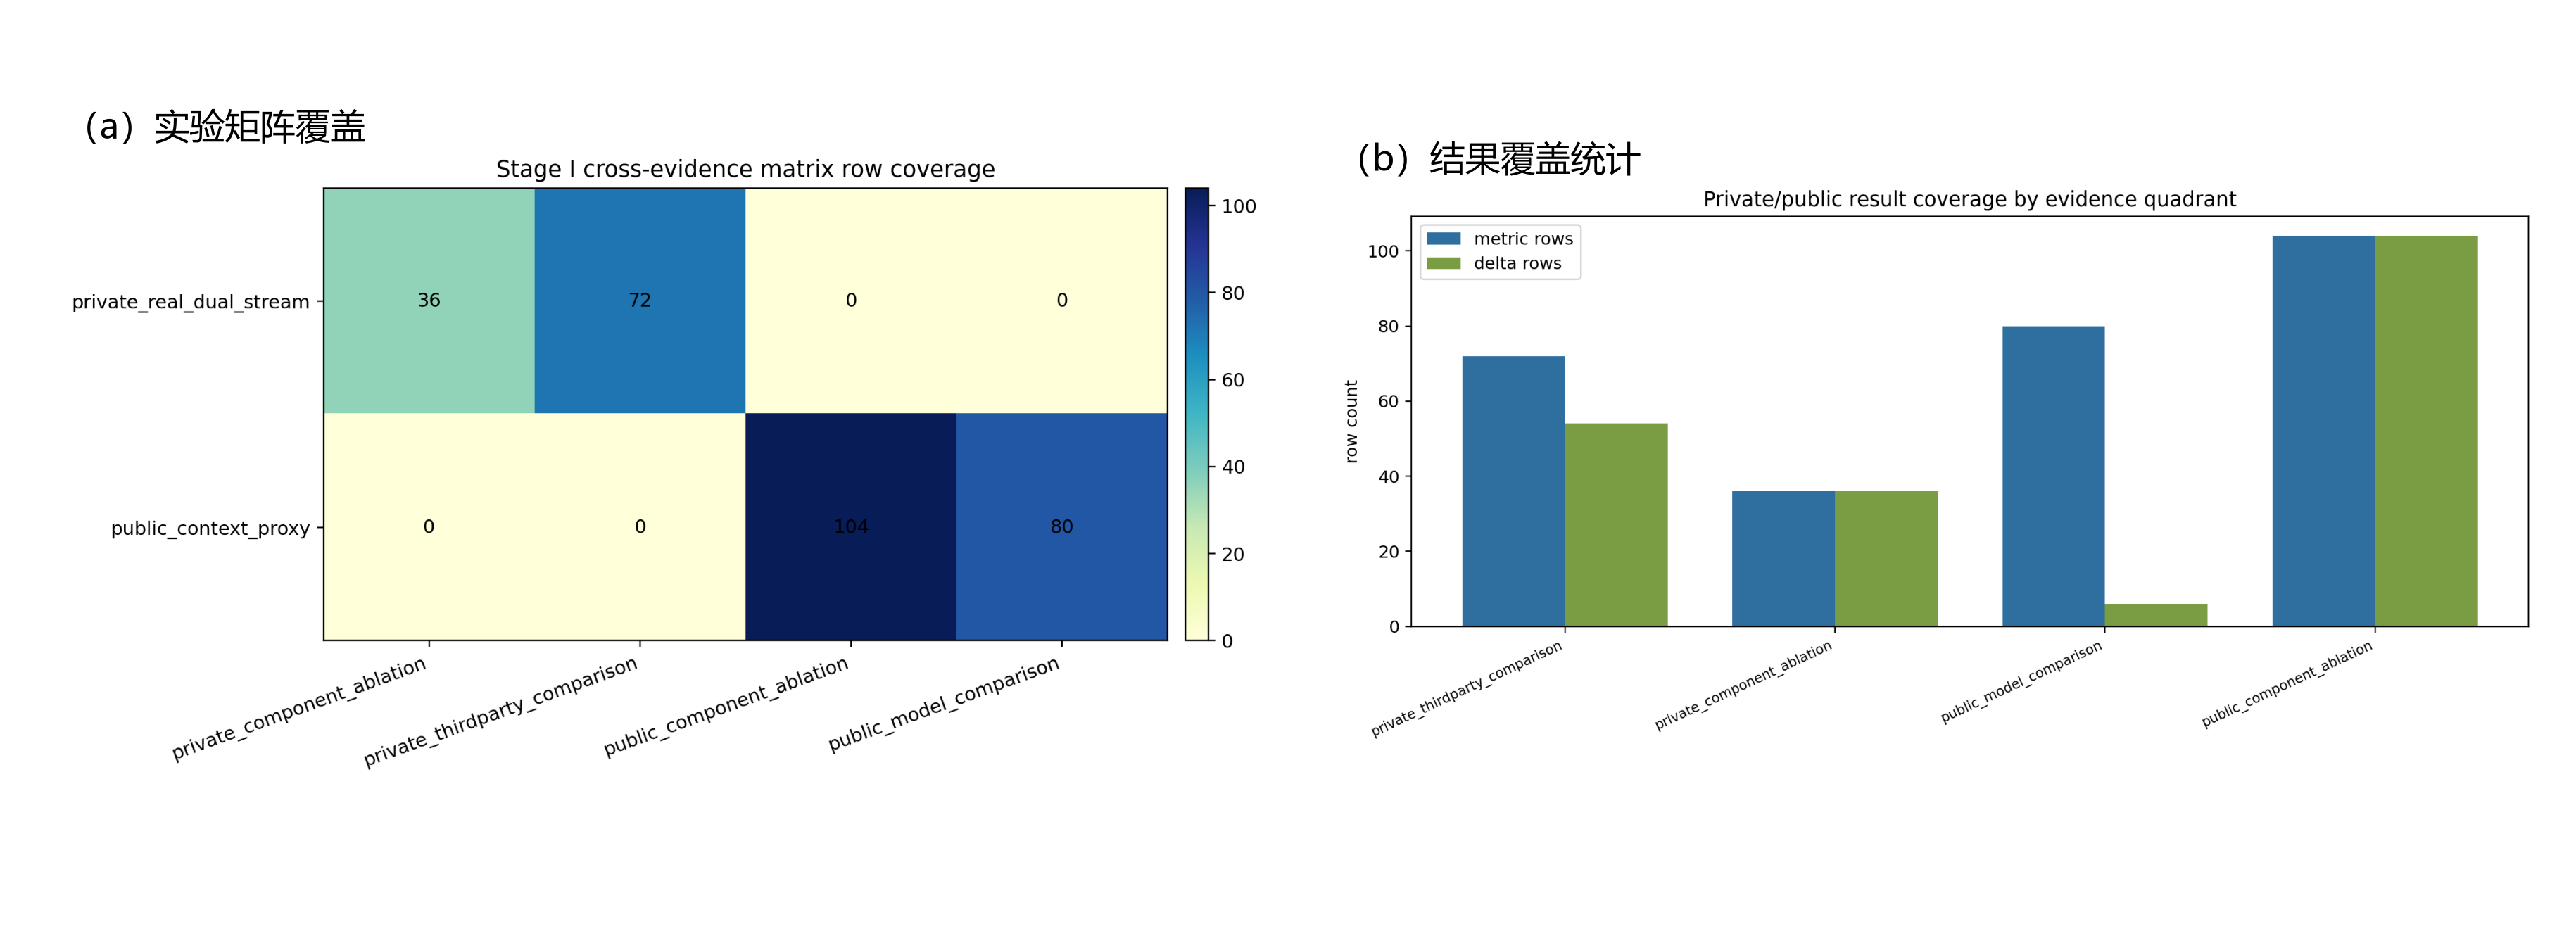 （a）实验矩阵覆盖
Stage I cross-evidence matrix row coverage
private_real_dual_stream
public_context_proxy
36
72
0
0
0
0
104
80
100
80
60
40
20
0
private_component_ablation
private_thirdparty_comparison
public_component_ablation
public_model_comparison
（b）结果覆盖统计
Private/public result coverage by evidence quadrant
metric rows
delta rows
row count
100
80
60
40
20
0
private_thirdparty_comparison
private_component_ablation
public_model_comparison
public_component_ablation